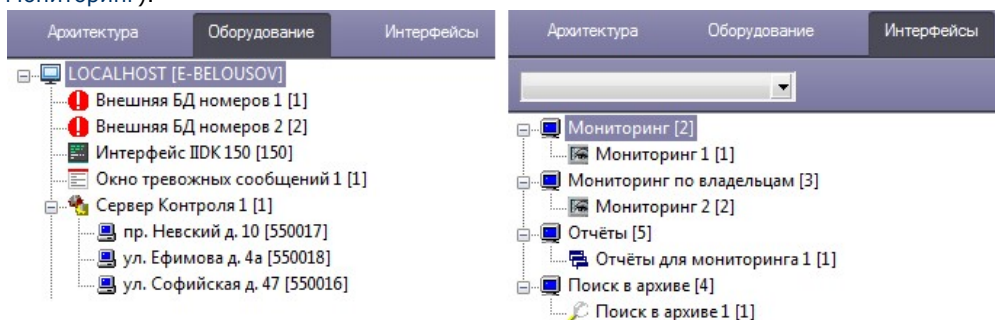 Мониторинг).
Архитектура Оборудование Интерфейсы
LOCALHOST [E-BELOUSOV]
Внешняя БД номеров 1 [1]
Внешняя БД номеров 2 [2]
Интерфейс IIDK 150 [150]
Окно тревожных сообщений 1 [1]
Сервер Контроля 1 [1]
пр. Невский д. 10 [550017]
ул. Ефимова д. 4а [550018]
ул. Софийская д. 47 [550016]
Архитектура Оборудование Интерфейсы
Мониторинг [2]
Мониторинг 1 [1]
Мониторинг по владельцам [3]
Мониторинг 2 [2]
Отчёты [5]
Отчёты для мониторинга 1 [1]
Поиск в архиве [4]
Поиск в архиве 1 [1]